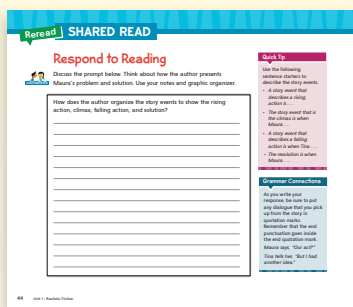 Reread SHARED READ
Respond to Reading
Discuss the prompt below. Think about how the author presents
Maura's problem and solution. Use your notes and graphic organizer.
How does the author organize the story events to show the rising
action, climax, falling action, and solution?
Quick Tip
Use the following
sentence starters to
describe the story events.
• A story event that
describes a rising
action is . . .
• The story event that is
the climax is when
Maura . . .
• A story event that
describes a falling
action is when Tina . . .
• The resolution is when
Maura . . .
Grammar Connections
As you write your
response, be sure to put
any dialogue that you pick
up from the story in
quotation marks.
Remember that the end
punctuation goes inside
the end quotation mark.
Maura says, "Our act?"
Tina tells her, "But I had
another idea."
44 Unit 1 · Realistic Fiction